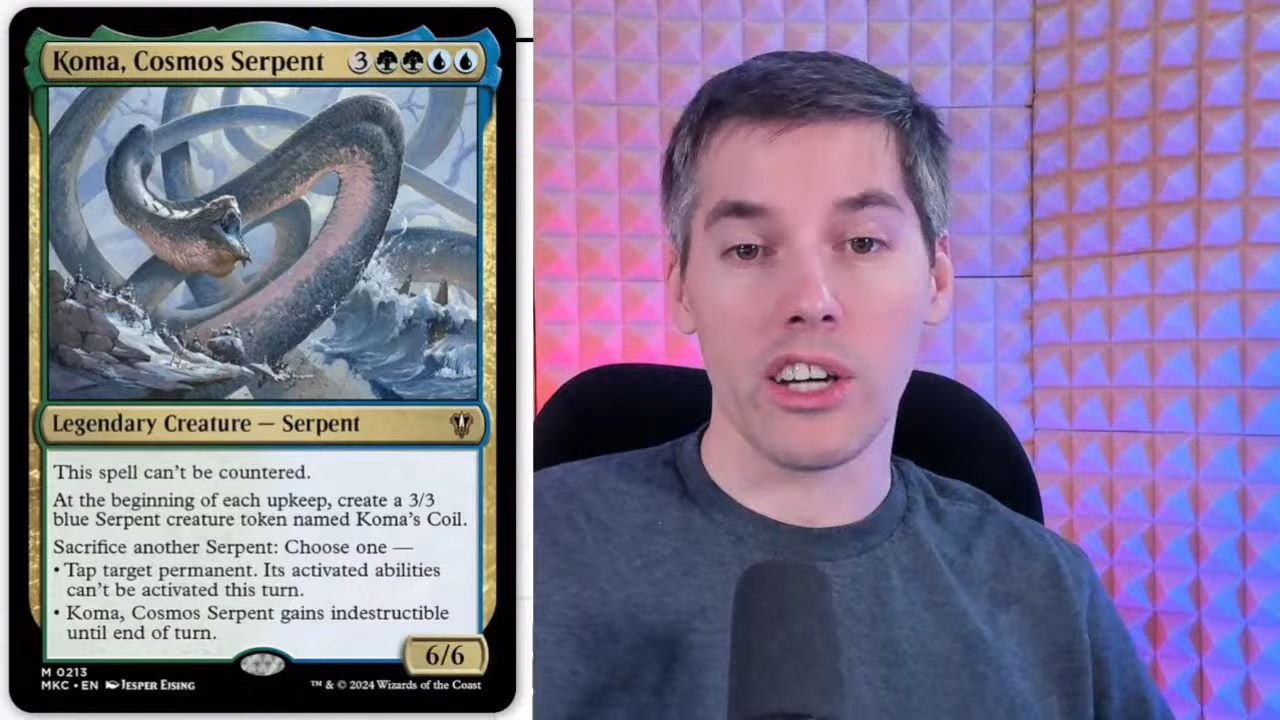 Koma, Cosmos Serpent 3
Legendary Creature — Serpent
This spell can't be countered.
At the beginning of each upkeep, create a 3/3
blue Serpent creature token named Koma's Coil.
Sacrifice another Serpent: Choose one —
• Tap target permanent. Its activated abilities
can't be activated this turn.
• Koma, Cosmos Serpent gains indestructible
until end of turn.
6/6
M 0213
MKC • EN Jesper Eising
™ & © 2024 Wizards of the Coast